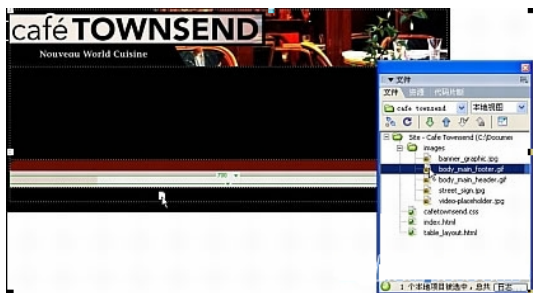 café TOWNSEND
Nouveau World Cuisine
700
文件
文件 资源 代码片断
cafe townsend 本地视图
Site - Cafe Townsend (C:\Documen
images
banner_graphic.jpg
body_main_footer.gif
body_main_header.gif
street_sign.jpg
video-placeholder.jpg
cafetownsend.css
index.html
table_layout.html
1 个本地项目被选中，总共 日志